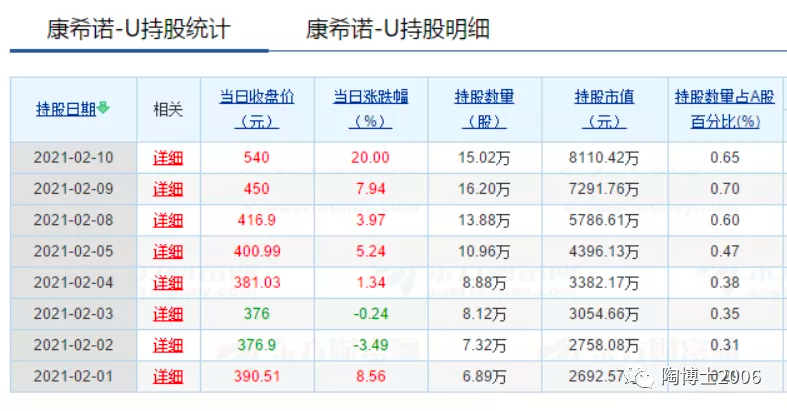 康希诺-U持股统计 康希诺-U持股明细
持股日期 相关 当日收盘价（元） 当日涨跌幅（%） 持股数量（股） 持股市值（元） 持股数量占A股百分比(%)
2021-02-10 详细 540 20.00 15.02万 8110.42万 0.65
2021-02-09 详细 450 7.94 16.20万 7291.76万 0.70
2021-02-08 详细 416.9 3.97 13.88万 5786.61万 0.60
2021-02-05 详细 400.99 5.24 10.96万 4396.13万 0.47
2021-02-04 详细 381.03 1.34 8.88万 3382.17万 0.38
2021-02-03 详细 376 -0.24 8.12万 3054.66万 0.35
2021-02-02 详细 376.9 -3.49 7.32万 2758.08万 0.31
2021-02-01 详细 390.51 8.56 6.89万 2692.57
陶博士2006